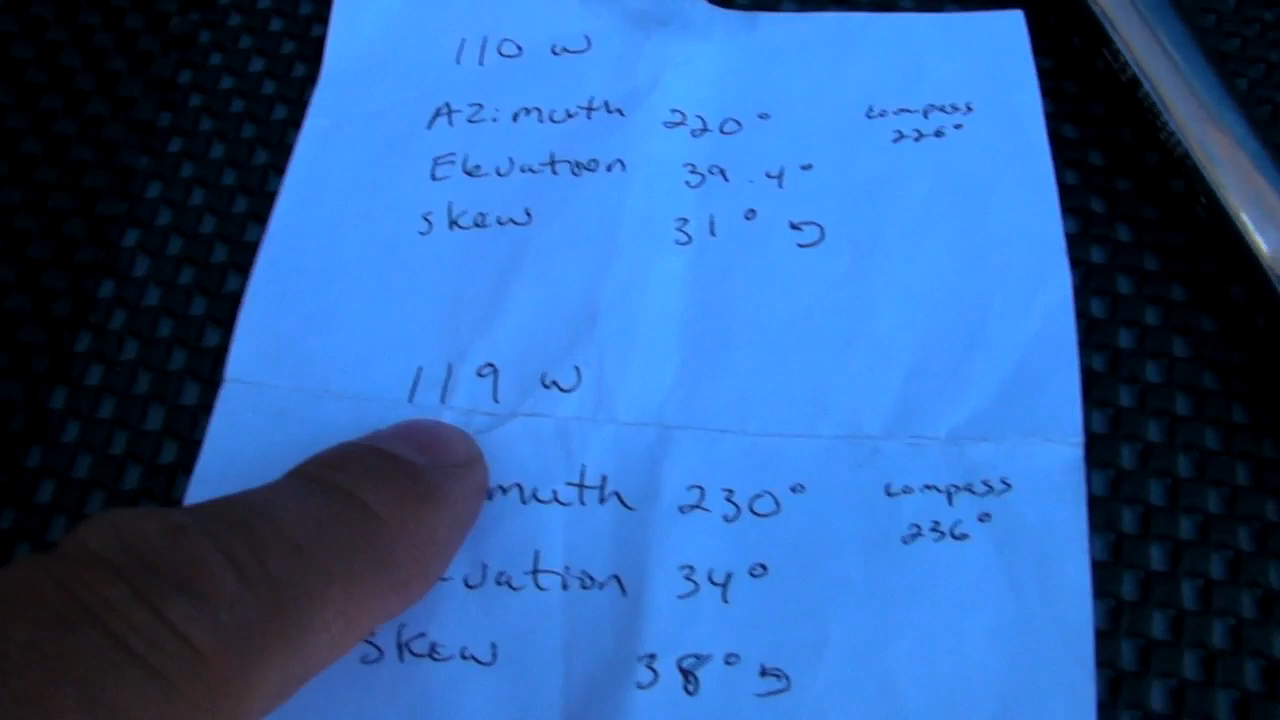 110 W
Azimuth 220° compass
226°
Elevation 39.4°
Skew 31°
119 W
muth 230° compass
236°
vation 34°
Skew 38°